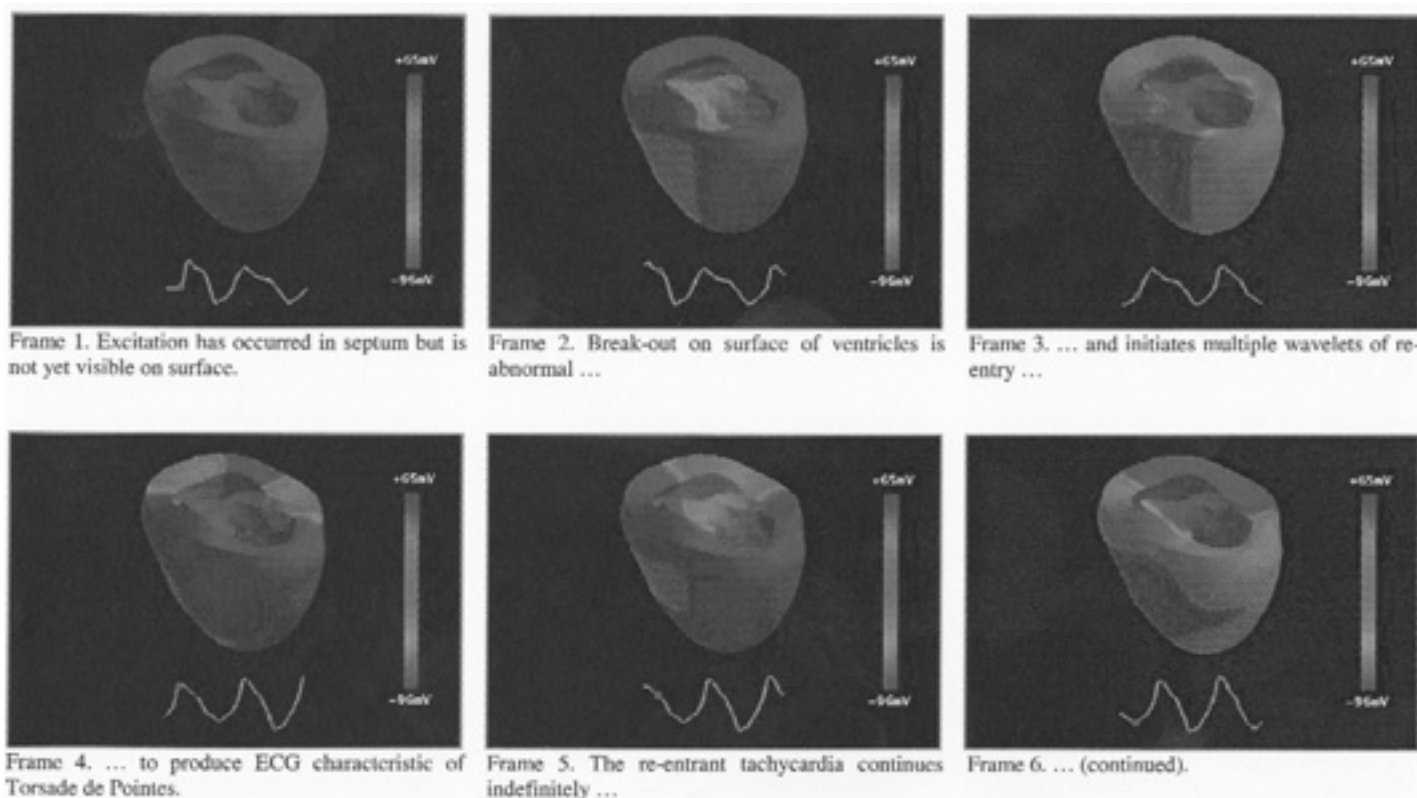 +65mV
-96mV
+65mV
-96mV
+65mV
-96mV
Frame 1. Excitation has occurred in septum but is
not yet visible on surface.
Frame 2. Break-out on surface of ventricles is
abnormal …
Frame 3. … and initiates multiple wavelets of re-
entry …
+65mV
-96mV
+65mV
-96mV
+65mV
-96mV
Frame 4. … to produce ECG characteristic of
Torsade de Pointes.
Frame 5. The re-entrant tachycardia continues
indefinitely …
Frame 6. … (continued).